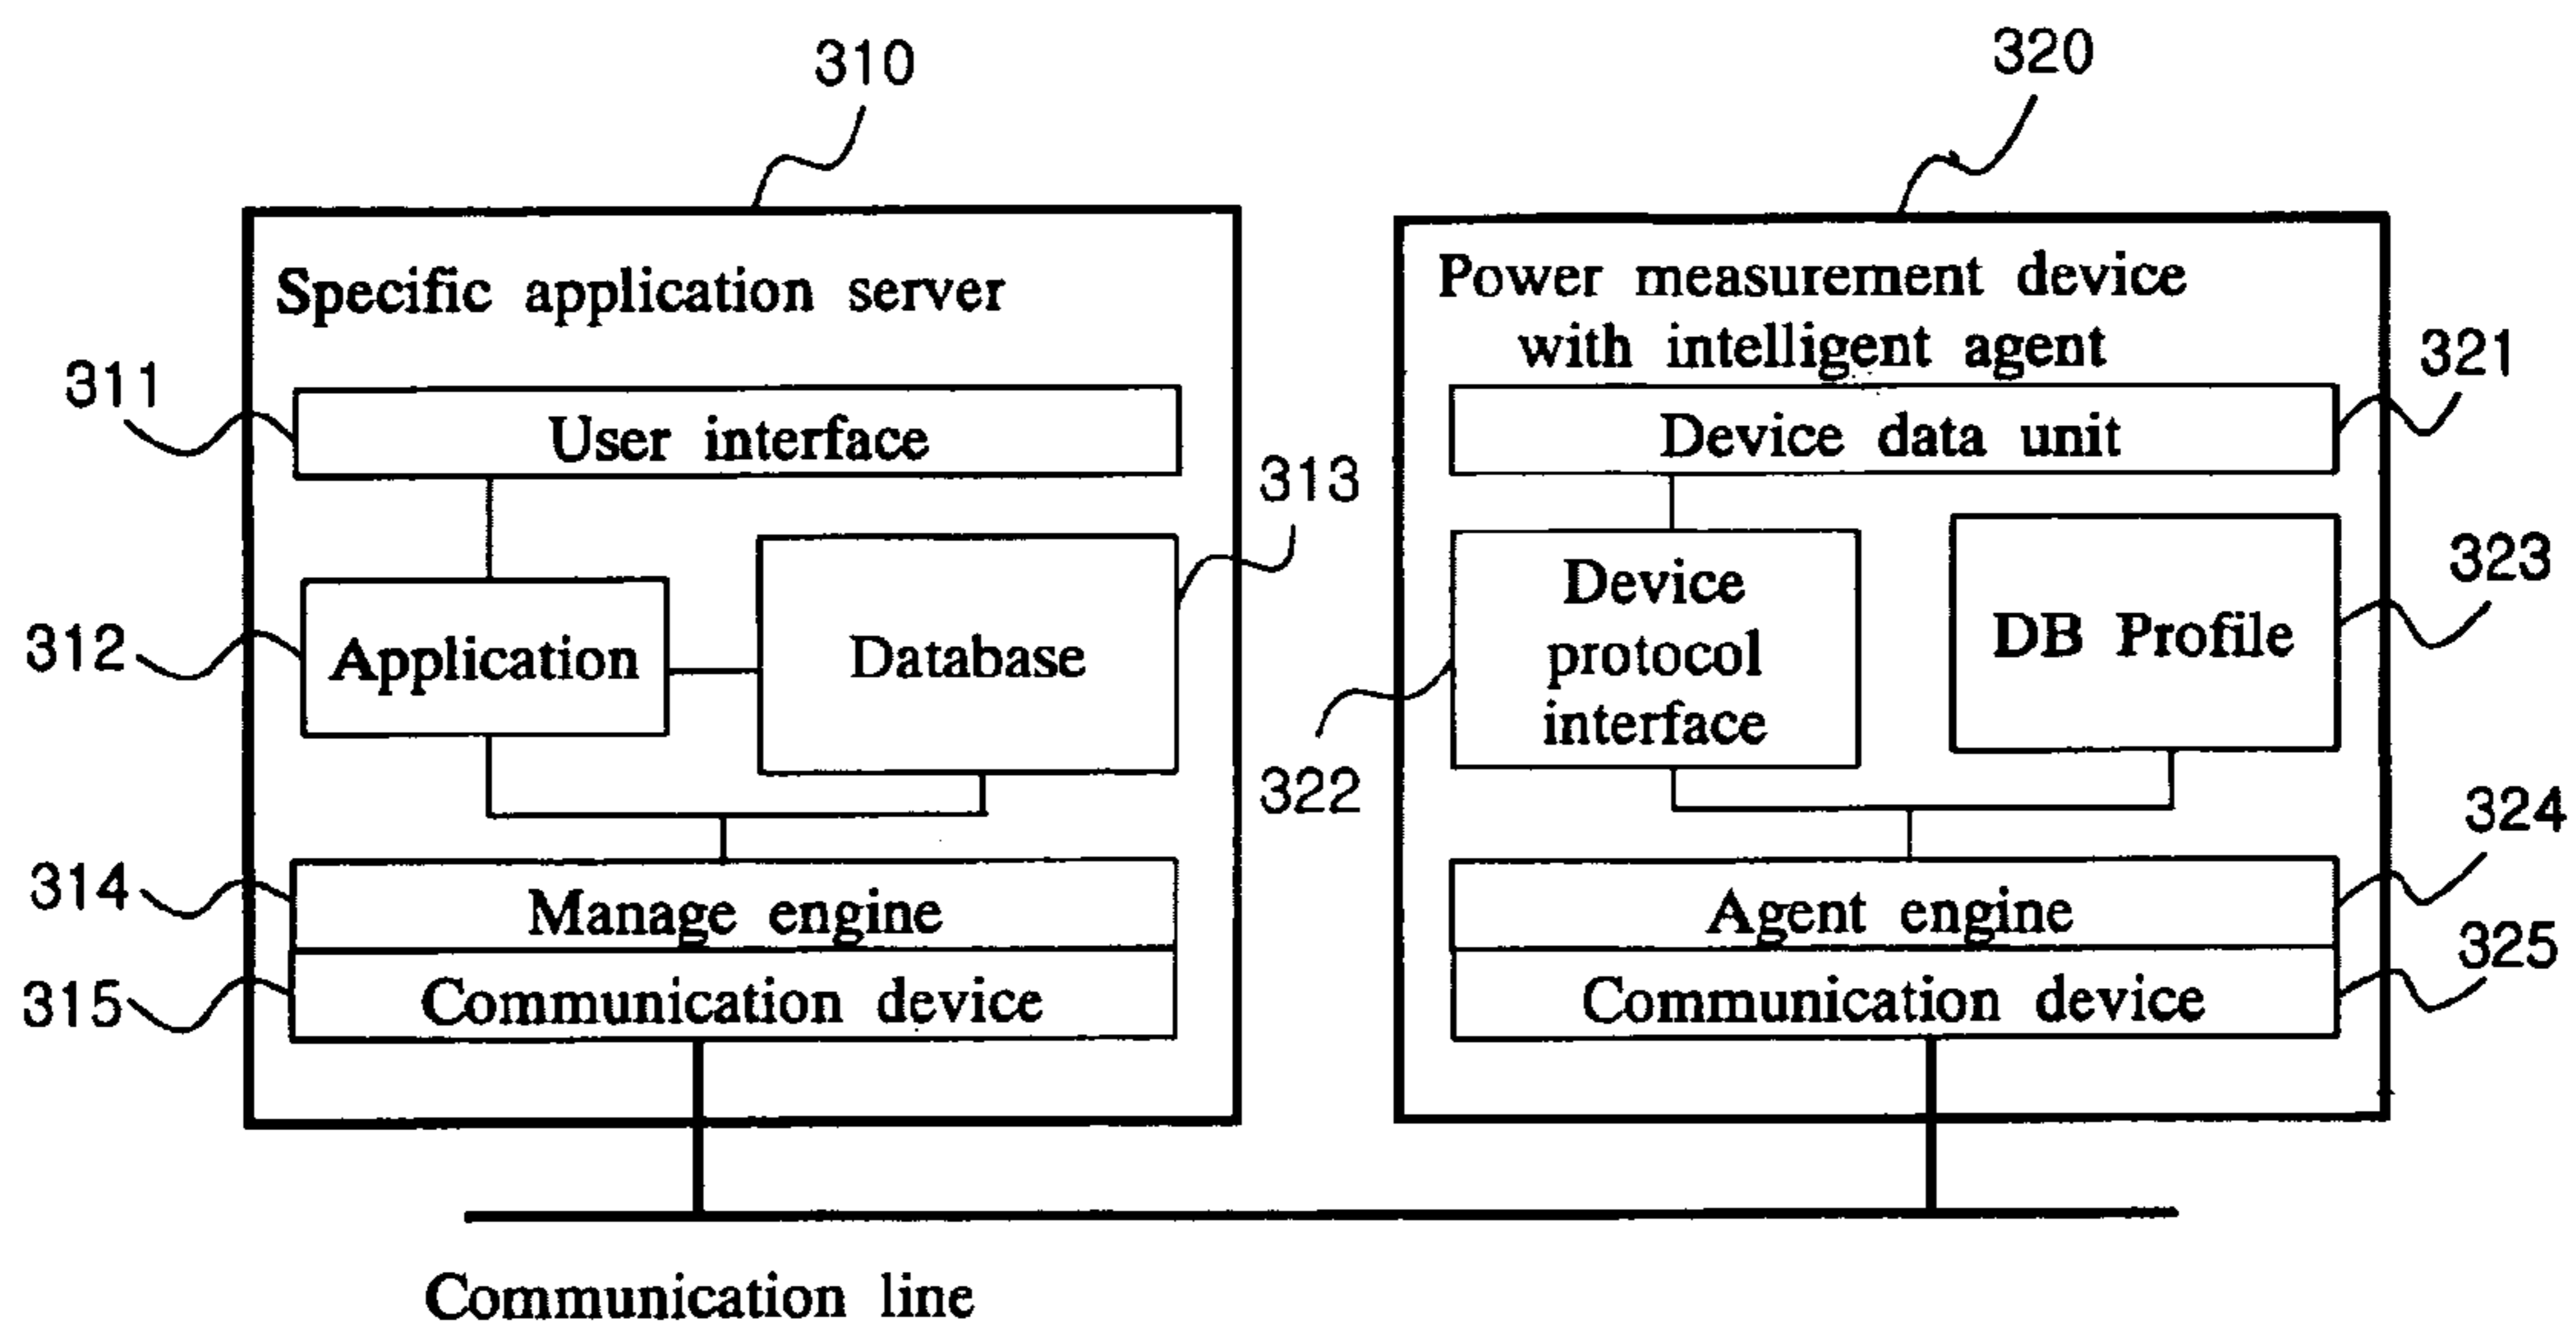 310
320
Specific application server
311
User interface
313
312
Application
Database
314
Manage engine
315
Communication device
Power measurement device
with intelligent agent
321
Device data unit
322
Device
protocol
interface
323
DB Profile
324
Agent engine
325
Communication device
Communication line